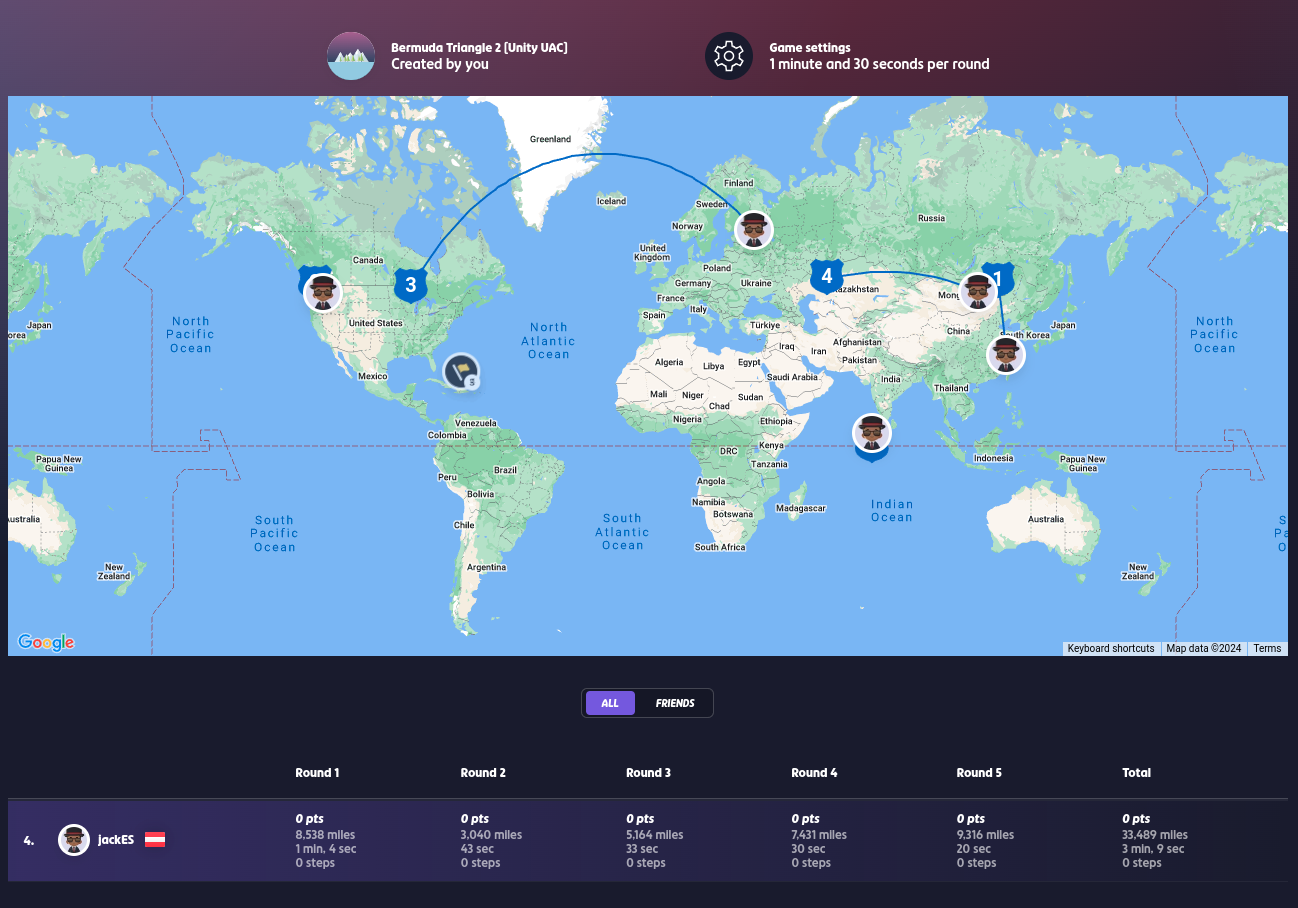 Bermuda Triangle 2 [Unity UAC]
Created by you
Game settings
1 minute and 30 seconds per round
Greenland
Iceland
Finland
Sweden
Norway
Russia
United
Kingdom
Canada
Poland
Germany
Ukraine
4
3
1
Kazakhstan
France
Italy
Spain
Türkiye
North
Pacific
Ocean
United States
North
Atlantic
Ocean
Japan
China
South Korea
Japan
North
Pacific
Ocean
Iraq
Iran
Afghanistan
Pakistan
Algeria
Libya
Egypt
Saudi Arabia
India
Mexico
Thailand
Mali
Niger
Chad
Sudan
Nigeria
Ethiopia
Venezuela
Colombia
DRC
Kenya
Tanzania
Indonesia
Papua New
Guinea
Papua New
Guinea
Peru
Brazil
Angola
Bolivia
Namibia
Botswana
Madagascar
Indian
Ocean
South
Pacific
Ocean
South
Atlantic
Ocean
Chile
Australia
South Africa
Argentina
New
Zealand
New
Zealand
Google
Keyboard shortcuts
Map data ©2024
Terms
ALL
FRIENDS
Round 1
Round 2
Round 3
Round 4
Round 5
Total
4.
jackES
0 pts
8,538 miles
1 min, 4 sec
0 steps
0 pts
3,040 miles
43 sec
0 steps
0 pts
5,164 miles
33 sec
0 steps
0 pts
7,431 miles
30 sec
0 steps
0 pts
9,316 miles
20 sec
0 steps
0 pts
33,489 miles
3 min, 9 sec
0 steps